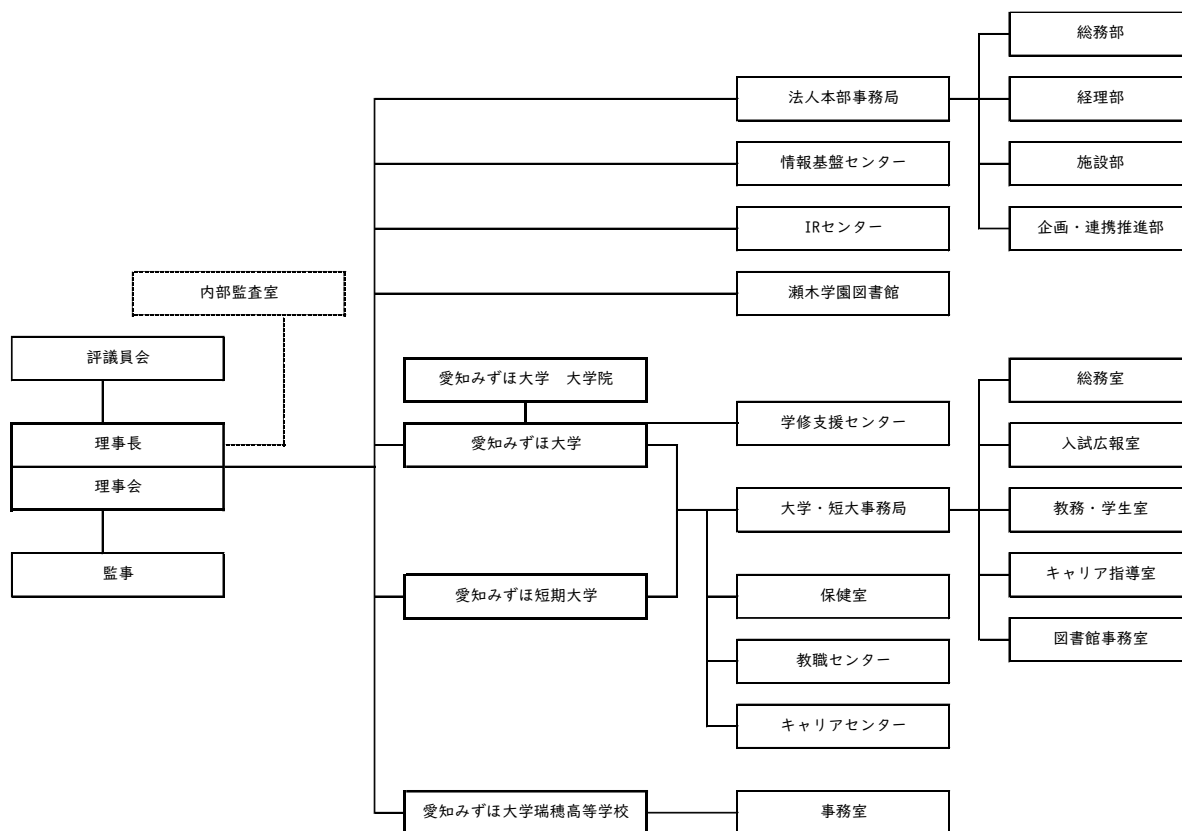 総務部
法人本部事務局
経理部
情報基盤センター
施設部
IRセンター
企画・連携推進部
内部監査室
瀬木学園図書館
評議員会
愛知みずほ大学　大学院
総務室
理事長
愛知みずほ大学
学修支援センター
入試広報室
理事会
大学・短大事務局
教務・学生室
監事
キャリア指導室
愛知みずほ短期大学
保健室
図書館事務室
教職センター
キャリアセンター
愛知みずほ大学瑞穂高等学校
事務室